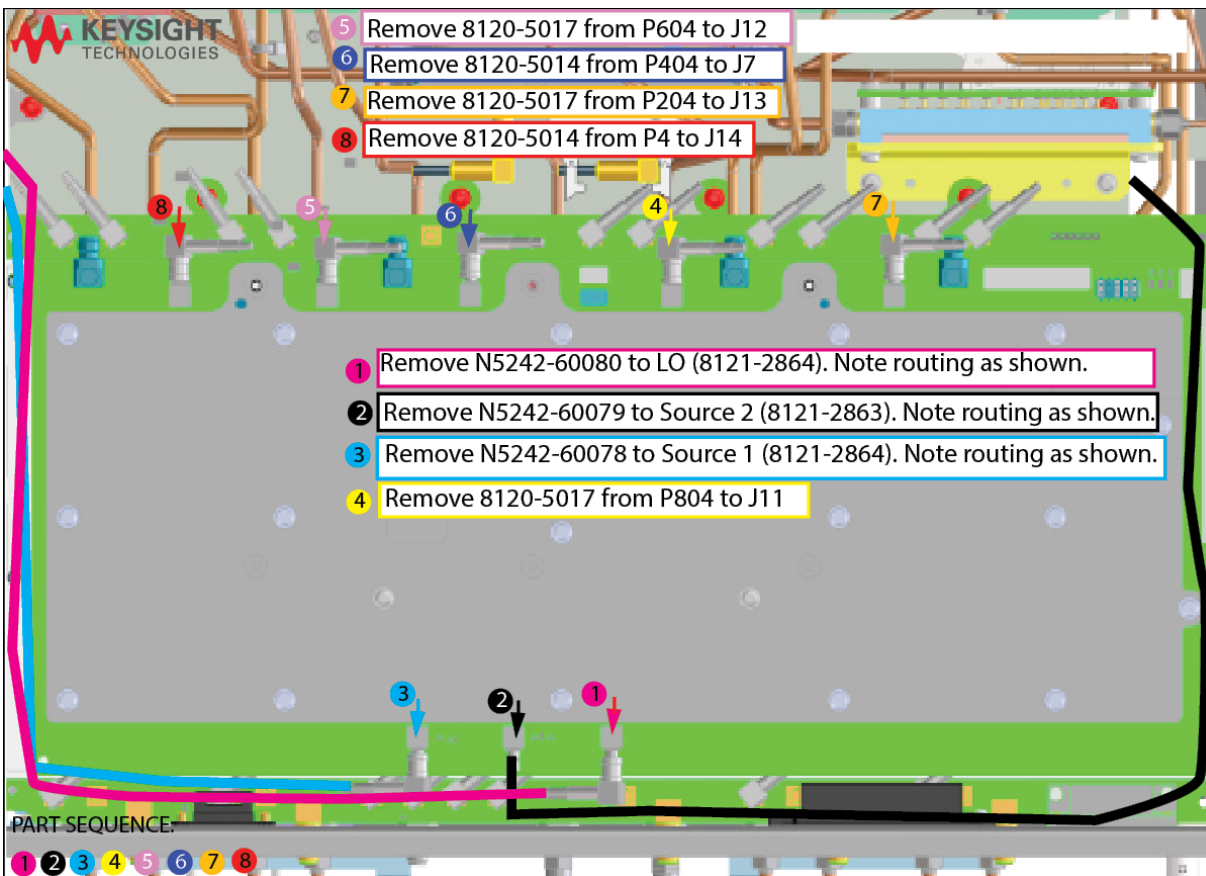 KEYSIGHT
TECHNOLOGIES
5 Remove 8120-5017 from P604 to J12
6 Remove 8120-5014 from P404 to J7
7 Remove 8120-5017 from P204 to J13
8 Remove 8120-5014 from P4 to J14
8
5
6
4
7
1 Remove N5242-60080 to LO (8121-2864). Note routing as shown.
2 Remove N5242-60079 to Source 2 (8121-2863). Note routing as shown.
3 Remove N5242-60078 to Source 1 (8121-2864). Note routing as shown.
4 Remove 8120-5017 from P804 to J11
3
2
1
PART SEQUENCE:
1 2 3 4 5 6 7 8